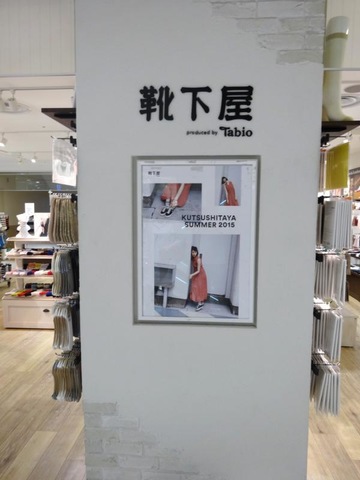 靴下屋
produced by Tabio
靴下屋
KUTSUSHITAYA
SUMMER 2015